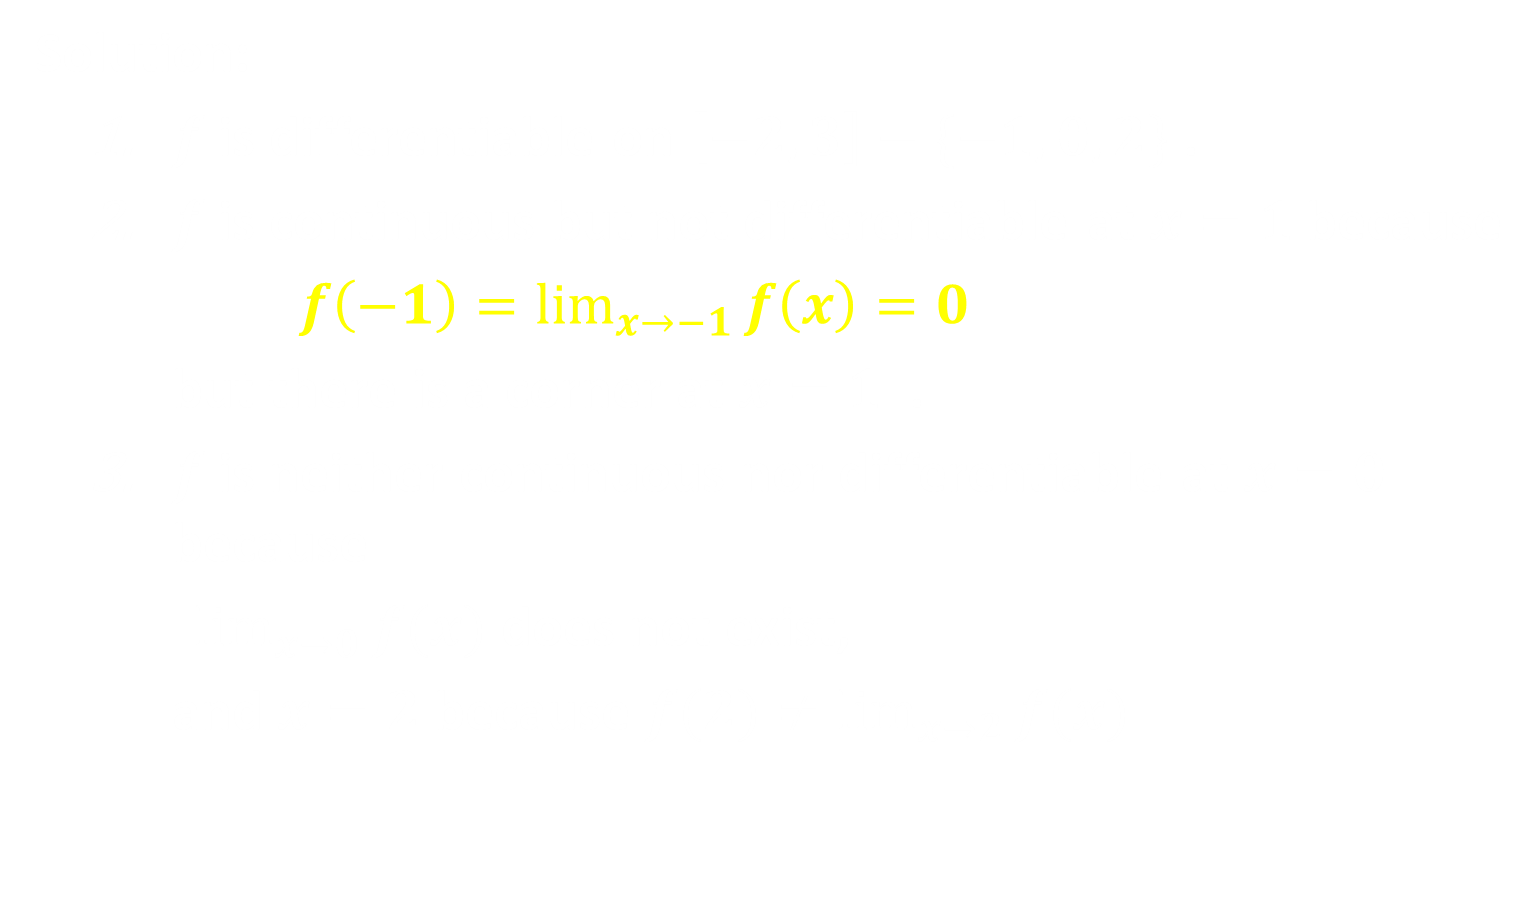 f(−1) = lim_{x→−1} f(x) = 0